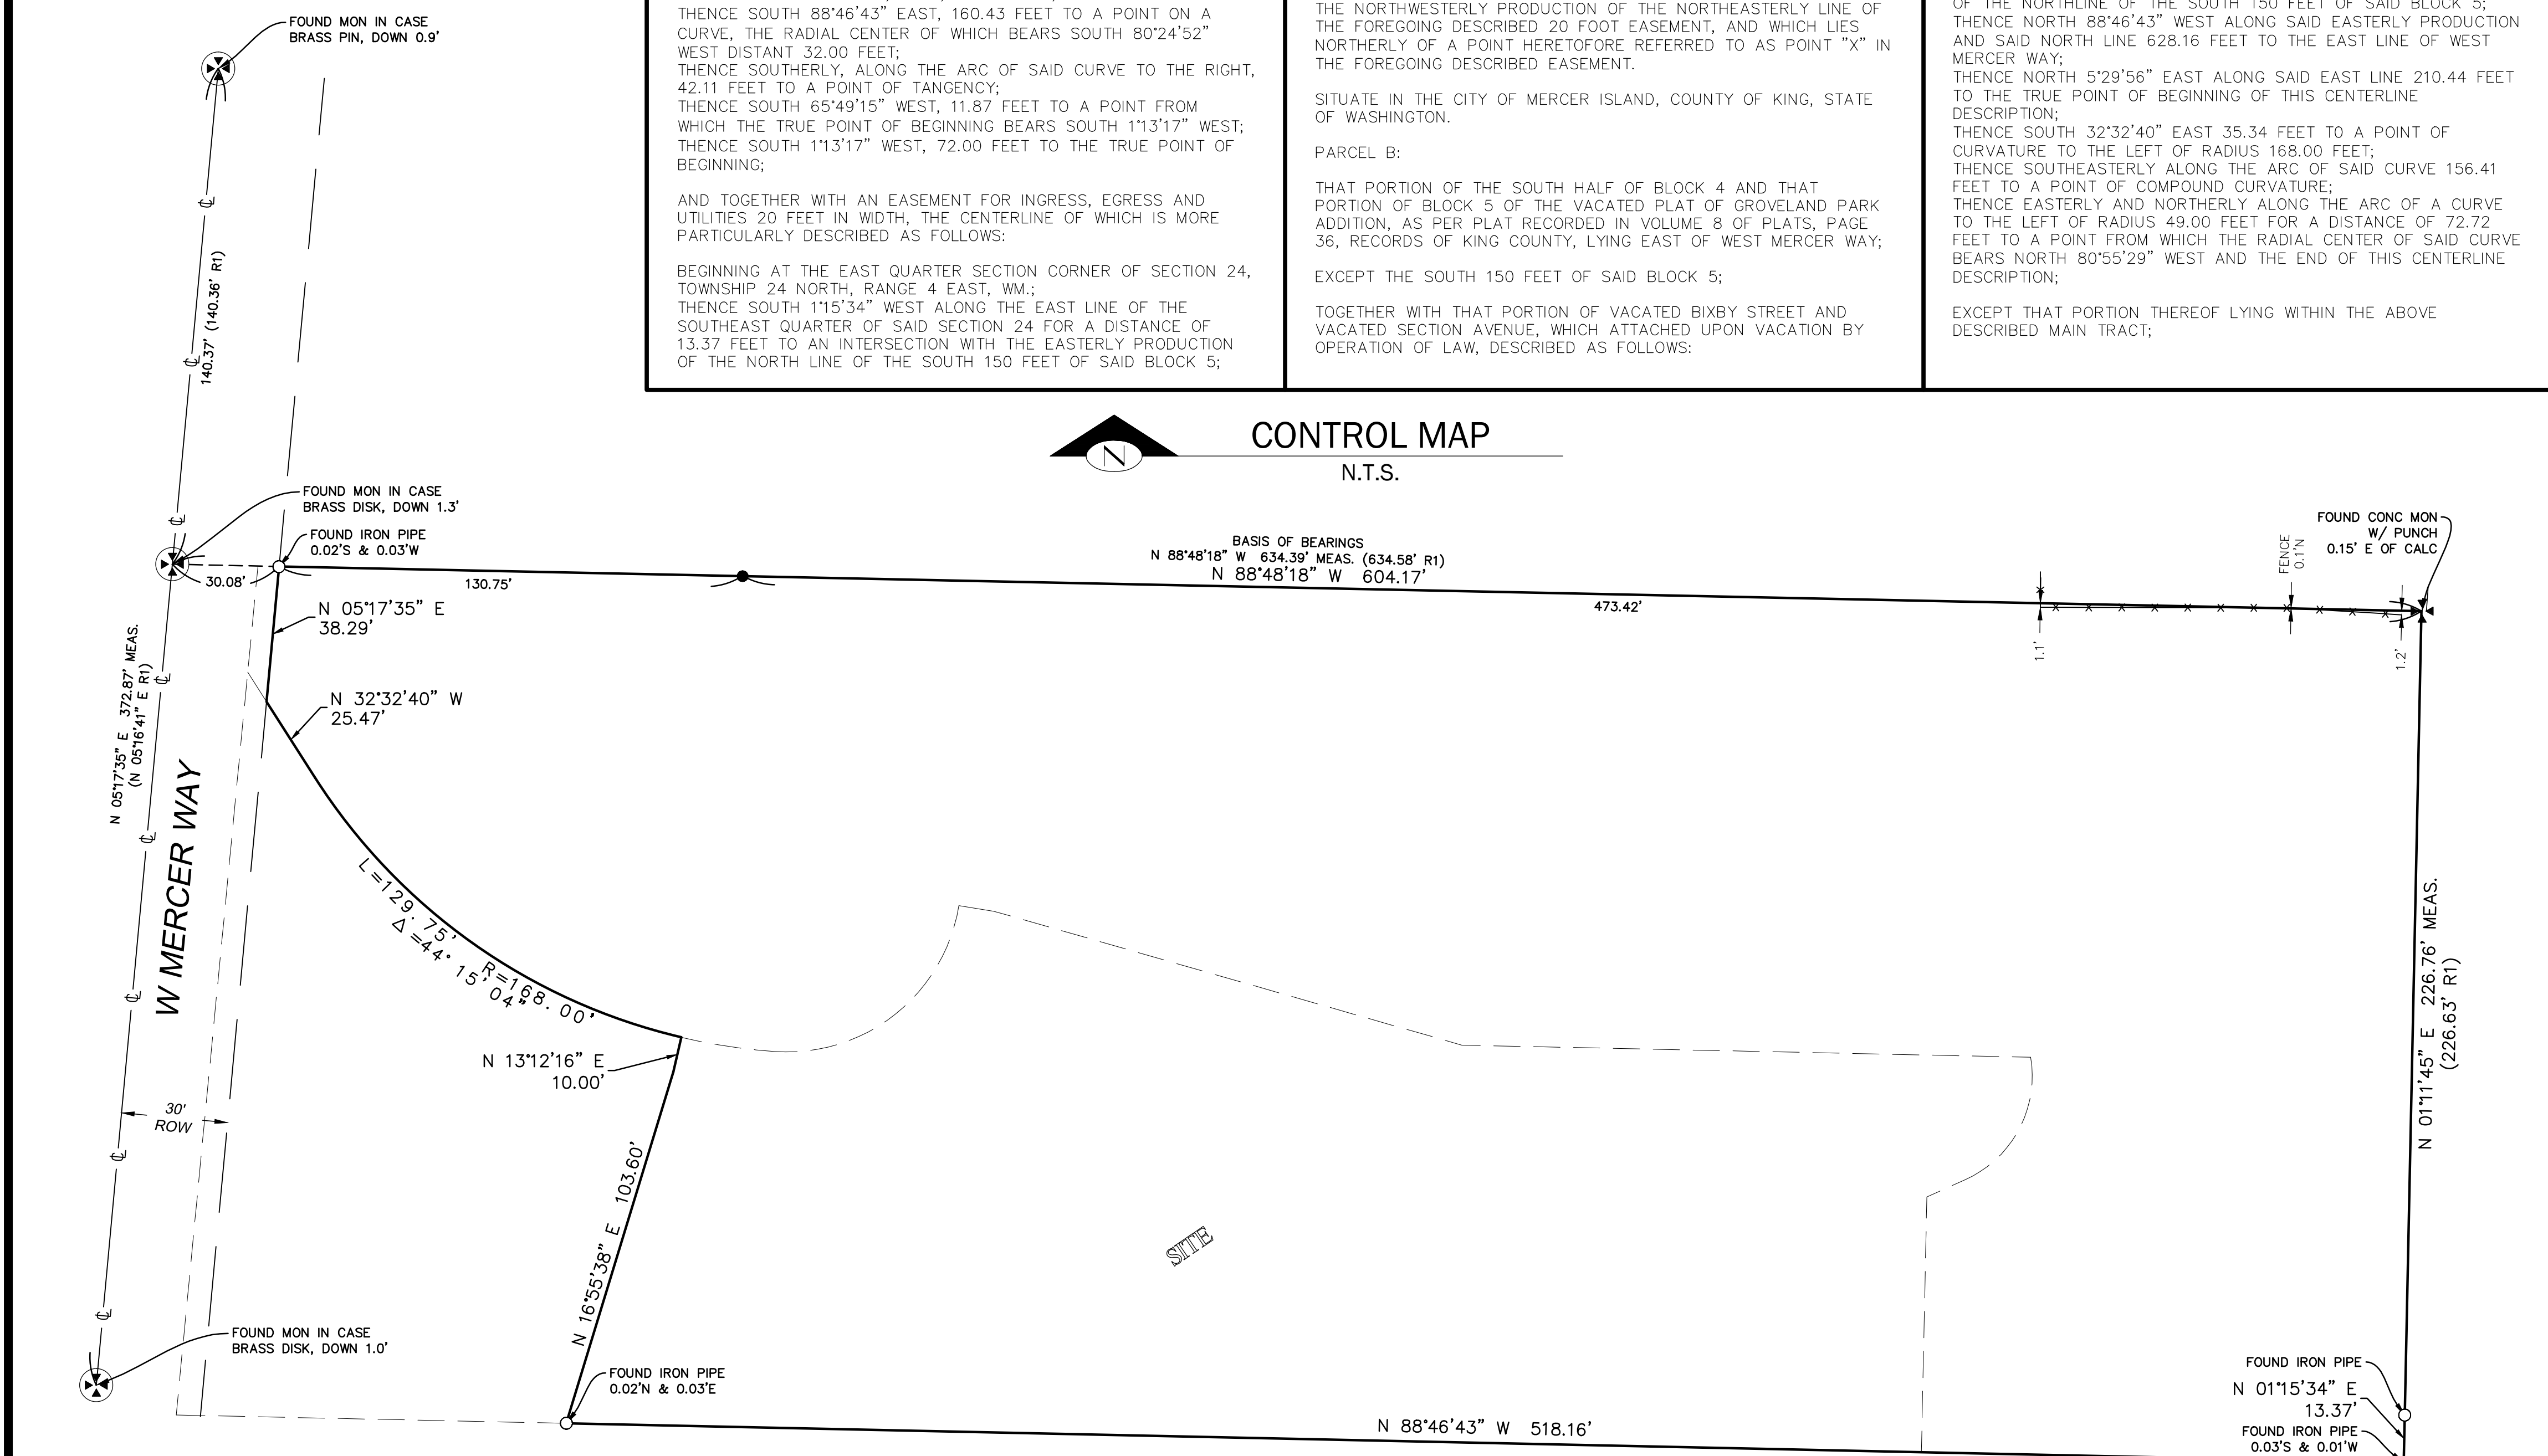 THENCE SOUTH 88°46'43" EAST, 160.43 FEET TO A POINT ON A
CURVE, THE RADIAL CENTER OF WHICH BEARS SOUTH 80°24'52"
WEST DISTANT 32.00 FEET;
THENCE SOUTHERLY, ALONG THE ARC OF SAID CURVE TO THE RIGHT,
42.11 FEET TO A POINT OF TANGENCY;
THENCE SOUTH 65°49'15" WEST, 11.87 FEET TO A POINT FROM
WHICH THE TRUE POINT OF BEGINNING BEARS SOUTH 1°13'17" WEST;
THENCE SOUTH 1°13'17" WEST, 72.00 FEET TO THE TRUE POINT OF
BEGINNING;
AND TOGETHER WITH AN EASEMENT FOR INGRESS, EGRESS AND
UTILITIES 20 FEET IN WIDTH, THE CENTERLINE OF WHICH IS MORE
PARTICULARLY DESCRIBED AS FOLLOWS:
BEGINNING AT THE EAST QUARTER SECTION CORNER OF SECTION 24,
TOWNSHIP 24 NORTH, RANGE 4 EAST, WM.;
THENCE SOUTH 1°15'34" WEST ALONG THE EAST LINE OF THE
SOUTHEAST QUARTER OF SAID SECTION 24 FOR A DISTANCE OF
13.37 FEET TO AN INTERSECTION WITH THE EASTERLY PRODUCTION
OF THE NORTH LINE OF THE SOUTH 150 FEET OF SAID BLOCK 5;
THE NORTHWESTERLY PRODUCTION OF THE NORTHEASTERLY LINE OF
THE FOREGOING DESCRIBED 20 FOOT EASEMENT, AND WHICH LIES
NORTHERLY OF A POINT HERETOFORE REFERRED TO AS POINT "X" IN
THE FOREGOING DESCRIBED EASEMENT.
SITUATE IN THE CITY OF MERCER ISLAND, COUNTY OF KING, STATE
OF WASHINGTON.
PARCEL B:
THAT PORTION OF THE SOUTH HALF OF BLOCK 4 AND THAT
PORTION OF BLOCK 5 OF THE VACATED PLAT OF GROVELAND PARK
ADDITION, AS PER PLAT RECORDED IN VOLUME 8 OF PLATS, PAGE
36, RECORDS OF KING COUNTY, LYING EAST OF WEST MERCER WAY;
EXCEPT THE SOUTH 150 FEET OF SAID BLOCK 5;
TOGETHER WITH THAT PORTION OF VACATED BIXBY STREET AND
VACATED SECTION AVENUE, WHICH ATTACHED UPON VACATION BY
OPERATION OF LAW, DESCRIBED AS FOLLOWS:
OF THE NORTHLINE OF THE SOUTH 150 FEET OF SAID BLOCK 5;
THENCE NORTH 88°46'43" WEST ALONG SAID EASTERLY PRODUCTION
AND SAID NORTH LINE 628.16 FEET TO THE EAST LINE OF WEST
MERCER WAY;
THENCE NORTH 5°29'56" EAST ALONG SAID EAST LINE 210.44 FEET
TO THE TRUE POINT OF BEGINNING OF THIS CENTERLINE
DESCRIPTION;
THENCE SOUTH 32°32'40" EAST 35.34 FEET TO A POINT OF
CURVATURE TO THE LEFT OF RADIUS 168.00 FEET;
THENCE SOUTHEASTERLY ALONG THE ARC OF SAID CURVE 156.41
FEET TO A POINT OF COMPOUND CURVATURE;
THENCE EASTERLY AND NORTHERLY ALONG THE ARC OF A CURVE
TO THE LEFT OF RADIUS 49.00 FEET FOR A DISTANCE OF 72.72
FEET TO A POINT FROM WHICH THE RADIAL CENTER OF SAID CURVE
BEARS NORTH 80°55'29" WEST AND THE END OF THIS CENTERLINE
DESCRIPTION;
EXCEPT THAT PORTION THEREOF LYING WITHIN THE ABOVE
DESCRIBED MAIN TRACT;
FOUND MON IN CASE
BRASS PIN, DOWN 0.9'
140.37' (140.36' R1)
N
CONTROL MAP
N.T.S.
FOUND MON IN CASE
BRASS DISK, DOWN 1.3'
FOUND IRON PIPE
0.02'S & 0.03'W
30.08'
130.75'
BASIS OF BEARINGS
N 88°48'18" W 634.39' MEAS. (634.58' R1)
N 88°48'18" W 604.17'
473.42'
FENCE
0.1'N
FOUND CONC MON
W/ PUNCH
0.15' E OF CALC
1.1'
1.2'
N 05°17'35" E
38.29'
N 32°32'40" W
25.47'
N 05°17'35" E 372.87' MEAS.
(N 05°16'41" E R1)
W MERCER WAY
L=129.75'
Δ=44°15'04"
R=168.00'
N 13°12'16" E
10.00'
30'
ROW
N 16°55'38" E 103.60'
SITE
N 01°11'45" E 226.76' MEAS.
(226.63' R1)
FOUND MON IN CASE
BRASS DISK, DOWN 1.0'
FOUND IRON PIPE
0.02'N & 0.03'E
N 88°46'43" W 518.16'
FOUND IRON PIPE
N 01°15'34" E
13.37'
FOUND IRON PIPE
0.03'S & 0.01'W